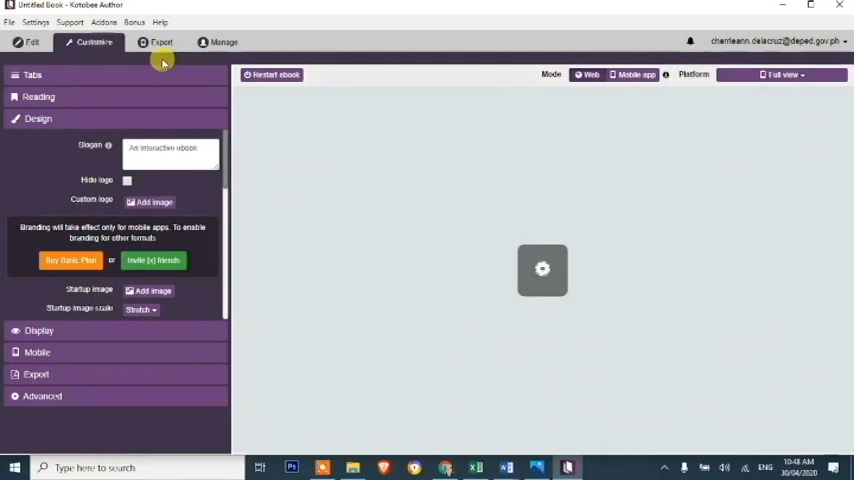 Untitled Book - Kotobee Author
File Settings Support Addons Bonus Help
Edit Customize Export Manage cherrieann.delacruz@deped.gov.ph
Tabs
Restart ebook Mode Web Mobile app Platform Full view
Reading
Design
Slogan An interactive ebook
Hide logo
Custom logo Add image
Branding will take effect only for mobile apps. To enable
branding for other formats
Buy Basic Plan or Invite [x] friends
Startup image Add image
Startup image scale Stretch
Display
Mobile
Export
Advanced
Type here to search Ps ENG 10:48 AM
30/04/2020